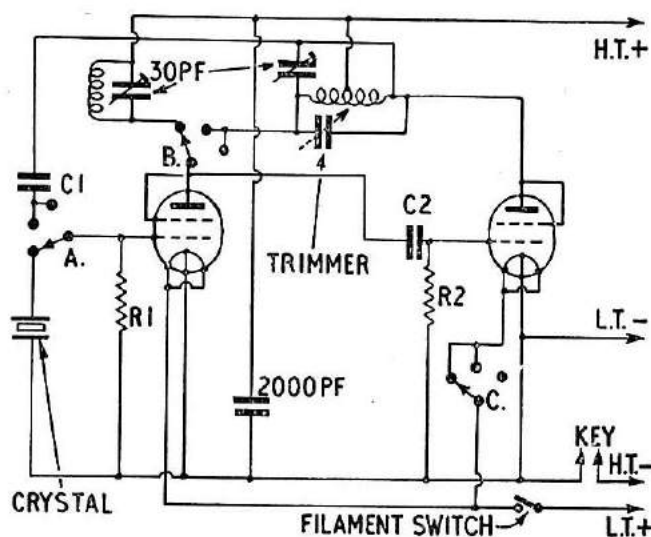 H.T.+
30PF
B.
C1
4
C2
A.
TRIMMER
R1
R2
L.T.-
2000PF
C.
KEY
H.T.-
CRYSTAL
FILAMENT SWITCH
L.T.+